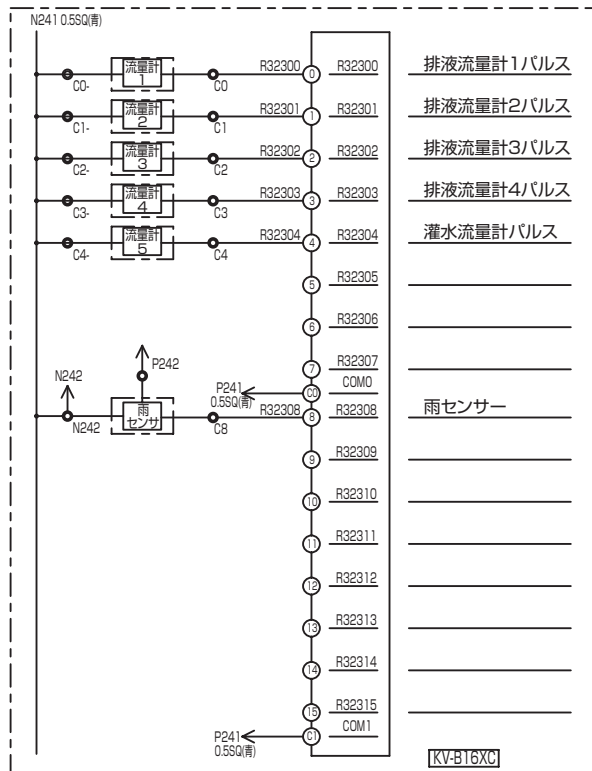 N241 0.5SQ(青)
流量計
1
C0-
C0
R32300
0
R32300
排液流量計1パルス
流量計
2
C1-
C1
R32301
1
R32301
排液流量計2パルス
流量計
3
C2-
C2
R32302
2
R32302
排液流量計3パルス
流量計
4
C3-
C3
R32303
3
R32303
排液流量計4パルス
流量計
5
C4-
C4
R32304
4
R32304
灌水流量計パルス
5
R32305
6
R32306
7
R32307
P242
N242
P241
0.5SQ(青)
C0
COM0
N242
雨
センサ
C8
R32308
8
R32308
雨センサー
9
R32309
10
R32310
11
R32311
12
R32312
13
R32313
14
R32314
15
R32315
P241
0.5SQ(青)
C1
COM1
KV-B16XC